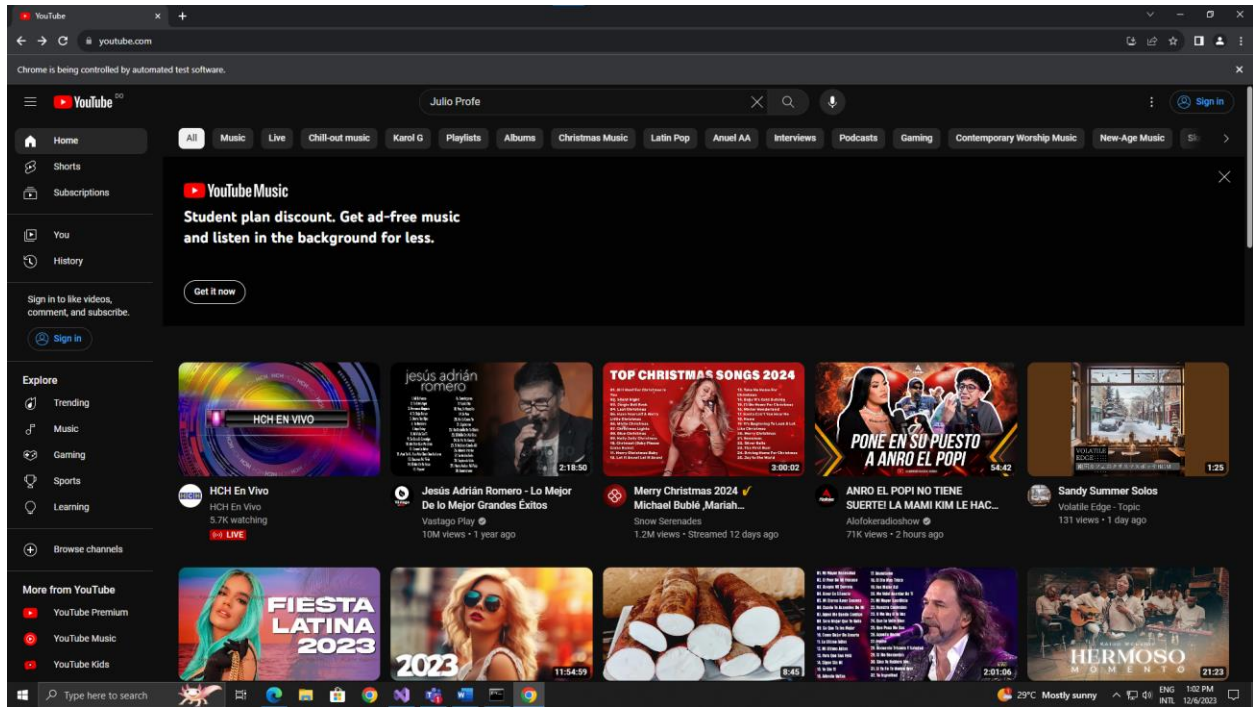 YouTube
youtube.com
Chrome is being controlled by automated test software.
YouTube DO
Julio Profe
Sign in
Home
Shorts
Subscriptions
You
History
Sign in to like videos,
comment, and subscribe.
Sign in
Explore
Trending
Music
Gaming
Sports
Learning
Browse channels
More from YouTube
YouTube Premium
YouTube Music
YouTube Kids
All Music Live Chill-out music Karol G Playlists Albums Christmas Music Latin Pop Anuel AA Interviews Podcasts Gaming Contemporary Worship Music New-Age Music
YouTube Music
Student plan discount. Get ad-free music
and listen in the background for less.
Get it now
HCH EN VIVO
HCH En Vivo
HCH En Vivo
5.7K watching
LIVE
jesús adrián
romero
2:18:50
Jesús Adrián Romero - Lo Mejor
De lo Mejor Grandes Éxitos
Vastago Play
10M views • 1 year ago
TOP CHRISTMAS SONGS 2024
3:00:02
Merry Christmas 2024
Michael Bublé ,Mariah...
Snow Serenades
1.2M views • Streamed 12 days ago
PONE EN SU PUESTO
A ANRO EL POPI
54:42
ANRO EL POPI NO TIENE
SUERTE! LA MAMI KIM LE HAC...
Alofokeradioshow
71K views • 2 hours ago
VOLATILE
EDGE
1:25
Sandy Summer Solos
Volatile Edge - Topic
131 views • 1 day ago
FIESTA
LATINA
2023
2023
11:54:59
8:45
2:01:06
HERMOSO
MOMENTO
21:23
Type here to search
29°C Mostly sunny
ENG
INTL
1:02 PM
12/6/2023